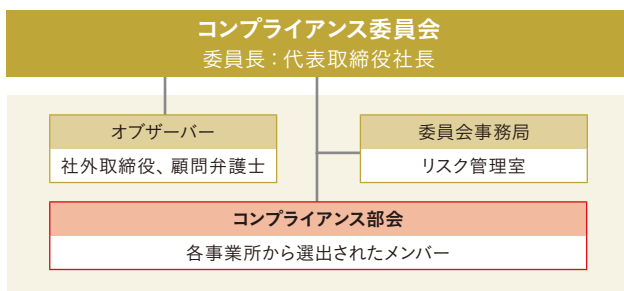 コンプライアンス委員会
委員長：代表取締役社長
オブザーバー
社外取締役、顧問弁護士
委員会事務局
リスク管理室
コンプライアンス部会
各事業所から選出されたメンバー